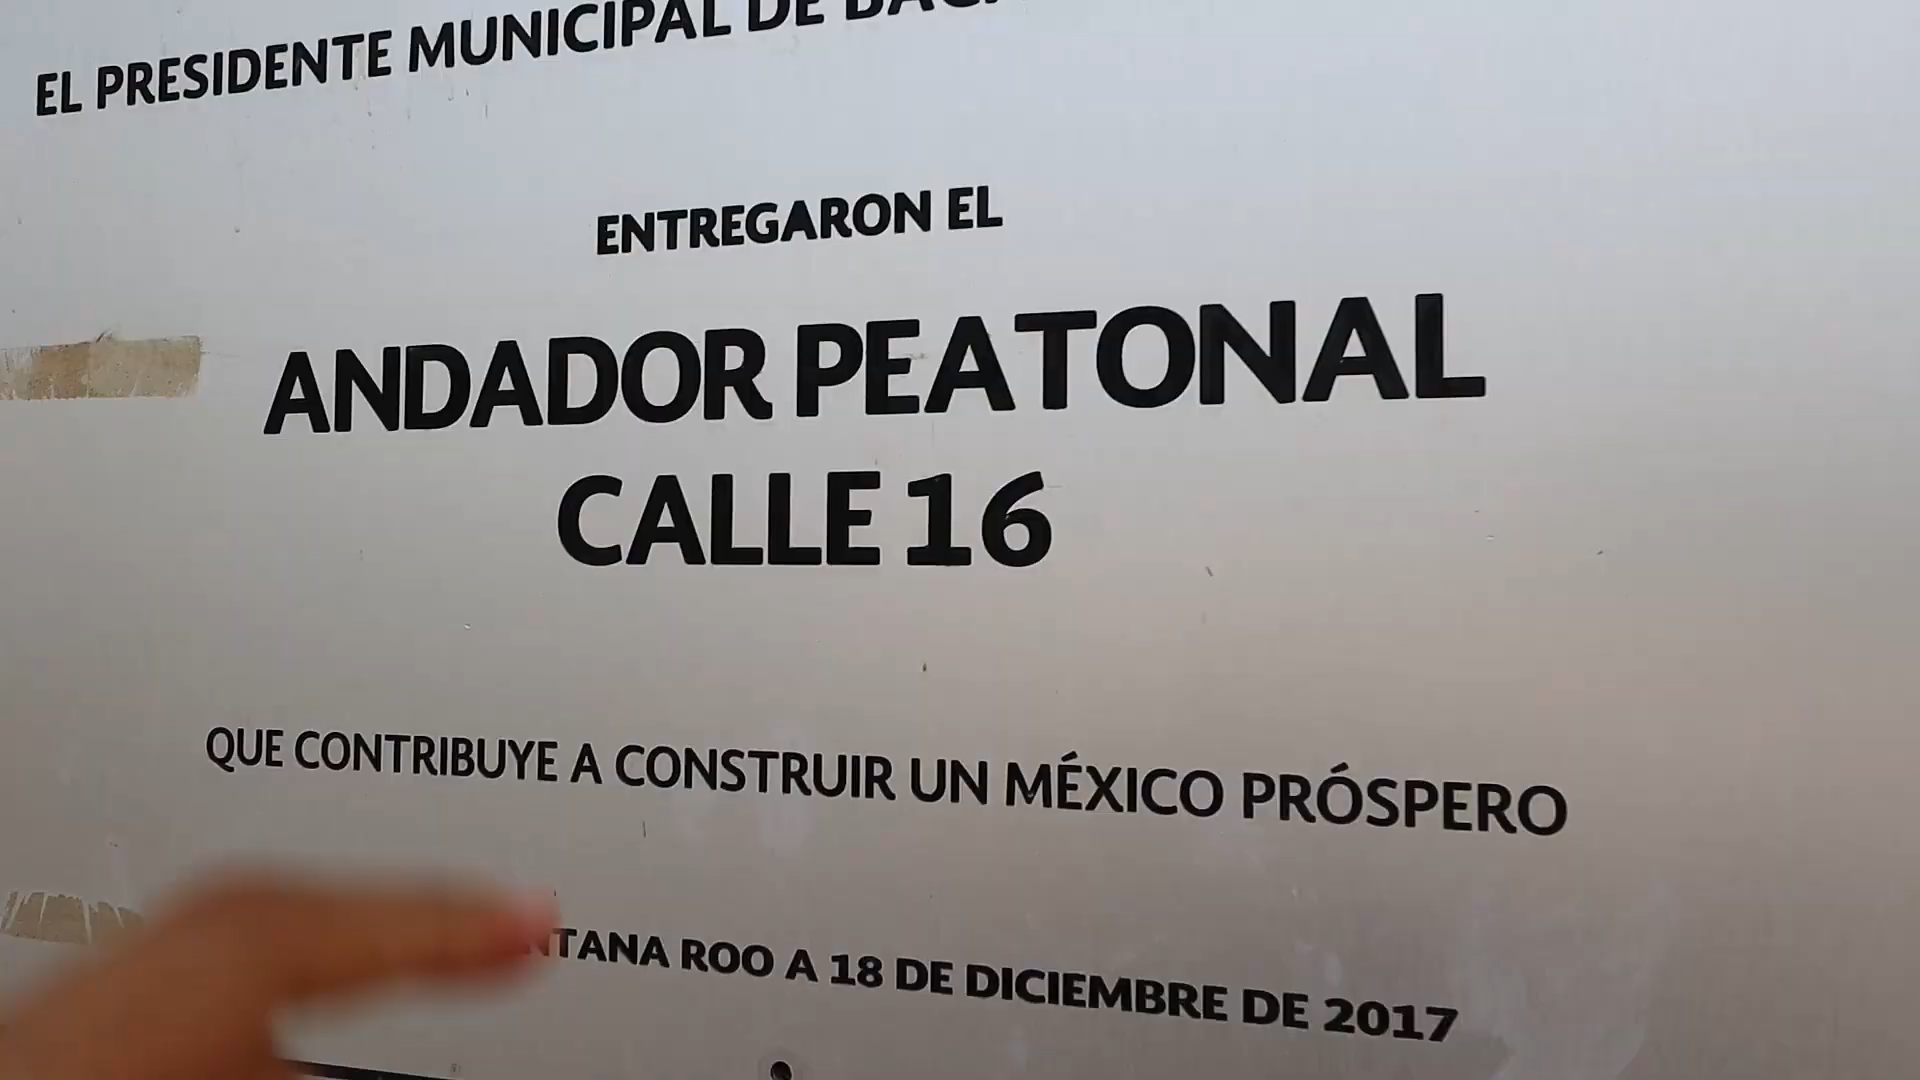 EL PRESIDENTE MUNICIPAL DE
ENTREGARON EL
ANDADOR PEATONAL
CALLE 16
QUE CONTRIBUYE A CONSTRUIR UN MÉXICO PRÓSPERO
ROO A 18 DE DICIEMBRE DE 2017